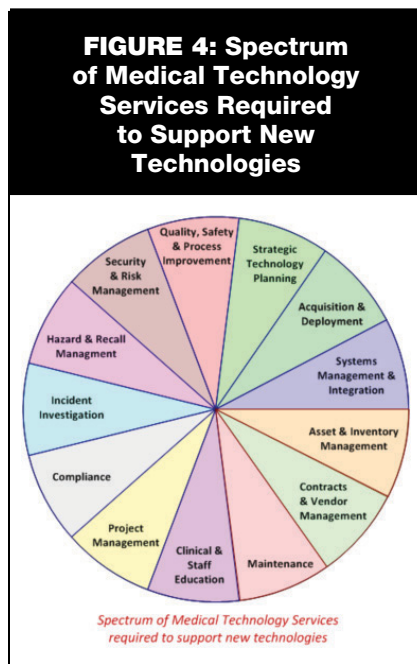 FIGURE 4: Spectrum
of Medical Technology
Services Required
to Support New
Technologies
Quality, Safety
& Process
Improvement
Strategic
Technology
Planning
Acquisition &
Deployment
Systems
Management &
Integration
Asset & Inventory
Management
Contracts
& Vendor
Management
Maintenance
Clinical &
Staff
Education
Project
Management
Compliance
Incident
Investigation
Hazard & Recall
Managment
Security
& Risk
Management
Spectrum of Medical Technology Services
required to support new technologies